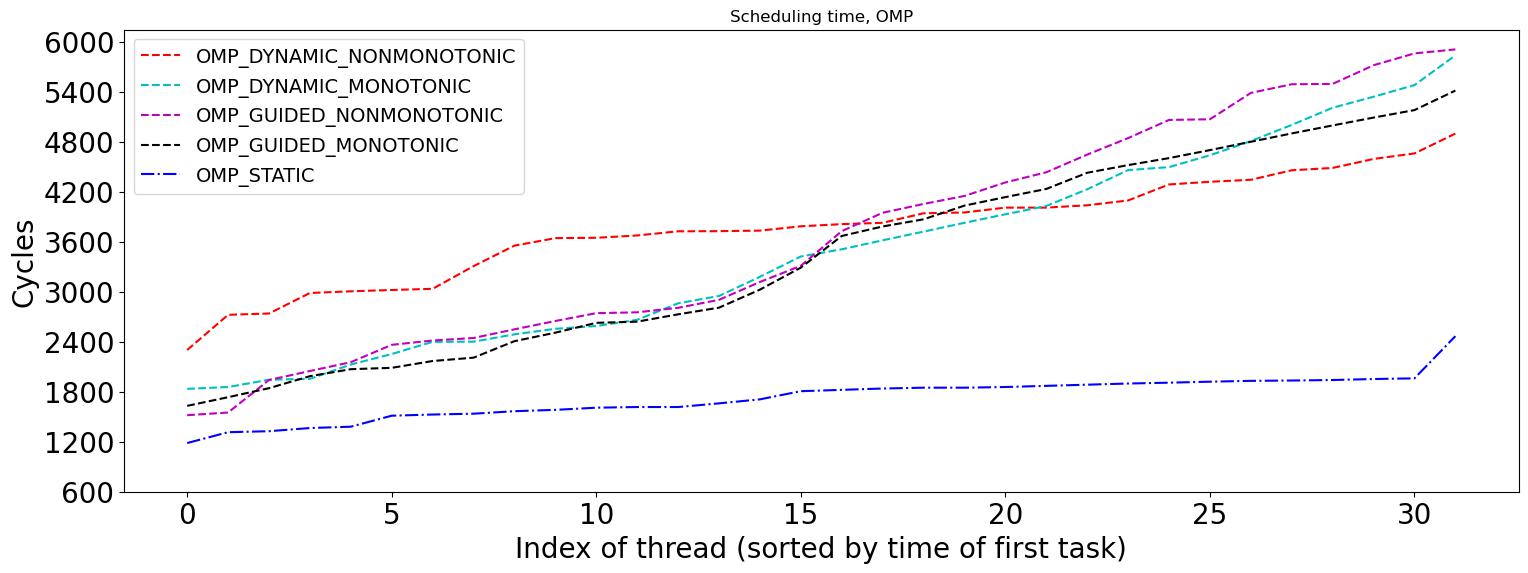 Scheduling time, OMP
6000
5400
4800
4200
3600
3000
2400
1800
1200
600
Cycles
OMP_DYNAMIC_NONMONOTONIC
OMP_DYNAMIC_MONOTONIC
OMP_GUIDED_NONMONOTONIC
OMP_GUIDED_MONOTONIC
OMP_STATIC
0 5 10 15 20 25 30
Index of thread (sorted by time of first task)